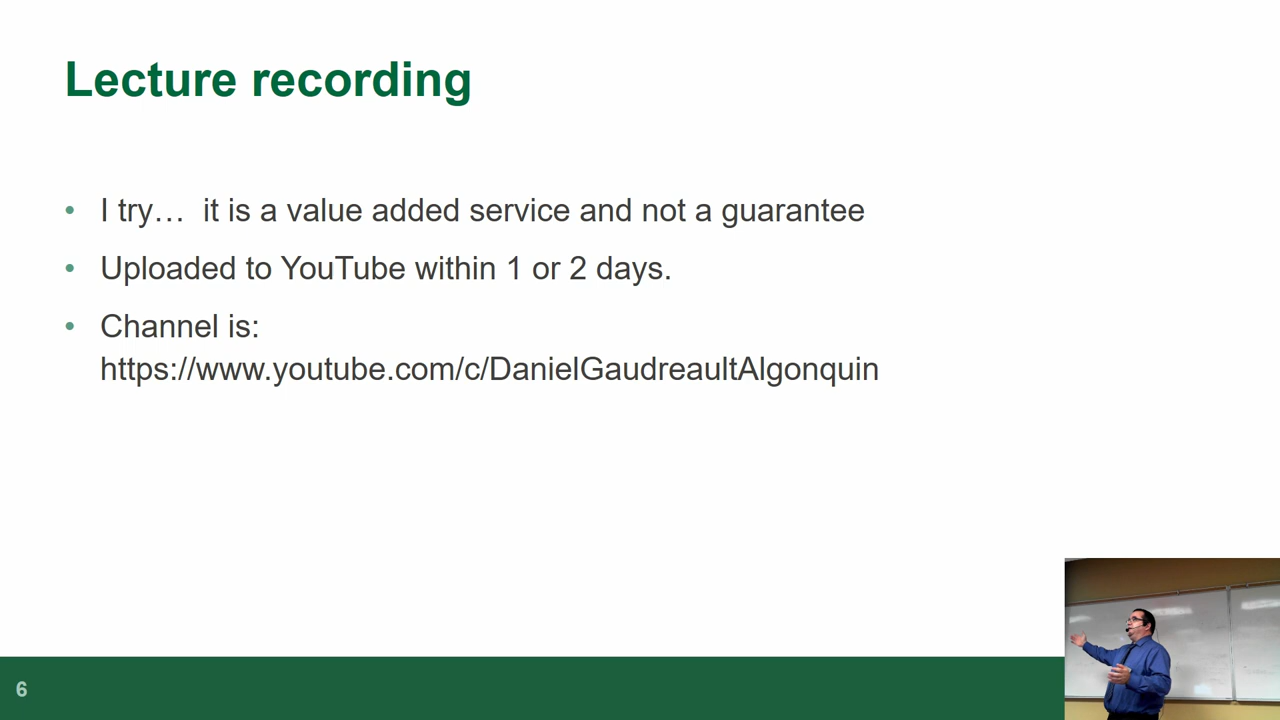 Lecture recording
• I try… it is a value added service and not a guarantee
• Uploaded to YouTube within 1 or 2 days.
• Channel is:
https://www.youtube.com/c/DanielGaudreaultAlgonquin
6